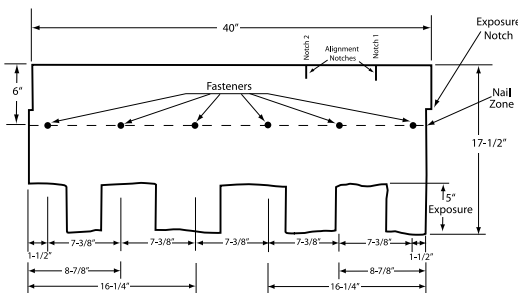 40"
Notch 2
Alignment
Notches
Notch 1
Exposure
Notch
6"
Fasteners
Nail
Zone
17-1/2"
5"
Exposure
7-3/8" 7-3/8" 7-3/8" 7-3/8" 7-3/8"
1-1/2" 1-1/2"
8-7/8" 8-7/8"
16-1/4" 16-1/4"